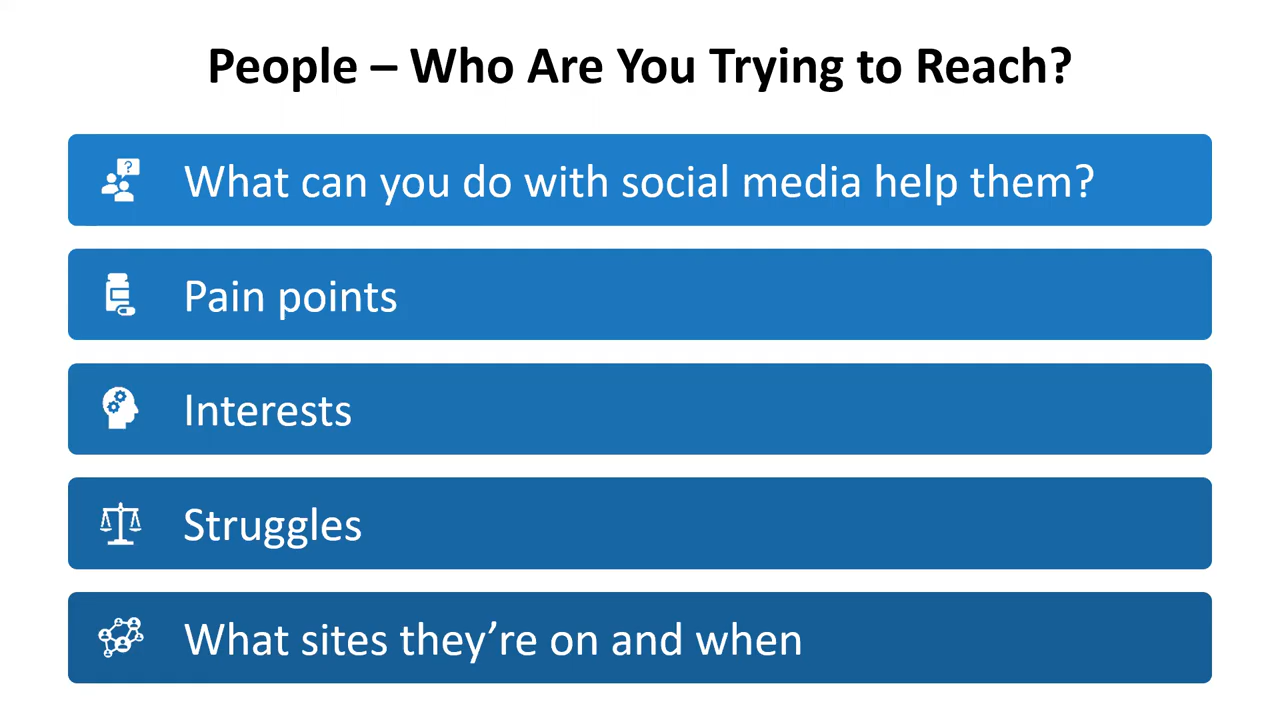 People – Who Are You Trying to Reach?
?
What can you do with social media help them?
Pain points
Interests
Struggles
What sites they’re on and when